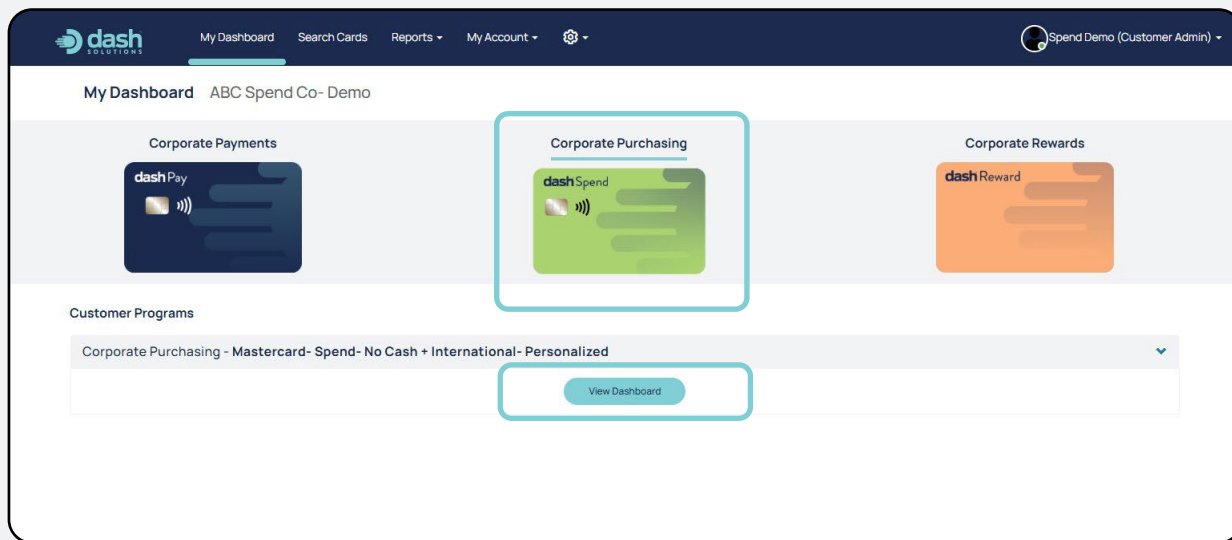 dash
SOLUTIONS
My Dashboard Search Cards Reports My Account
Spend Demo (Customer Admin)
My Dashboard ABC Spend Co- Demo
Corporate Payments
Corporate Purchasing
Corporate Rewards
dash Pay
dash Spend
dash Reward
Customer Programs
Corporate Purchasing - Mastercard- Spend- No Cash + International- Personalized
View Dashboard